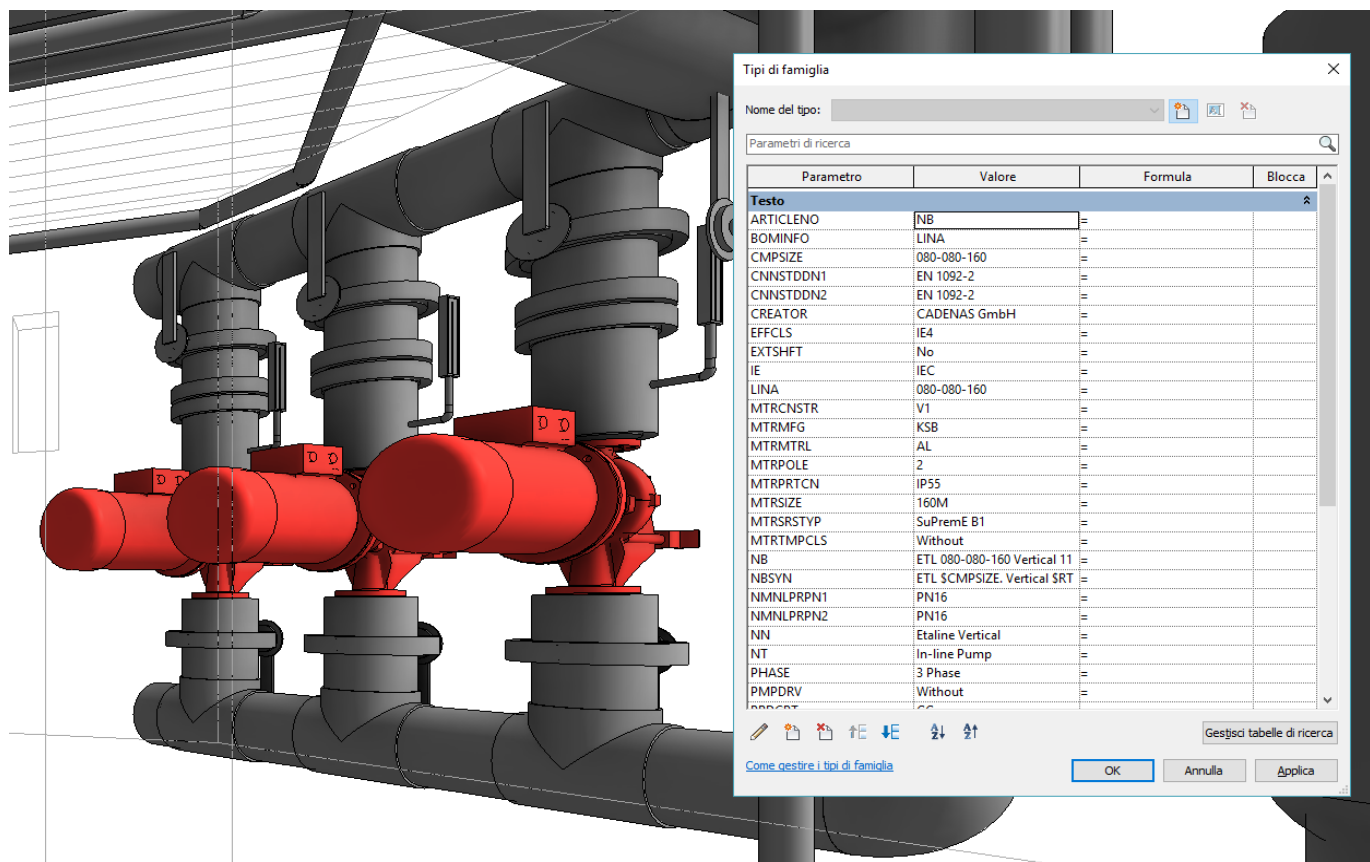 Tipi di famiglia
Nome del tipo:
Parametri di ricerca
Parametro Valore Formula Blocca
Testo
ARTICLENO NB =
BOMINFO LINA =
CMPSIZE 080-080-160 =
CNNSTDDN1 EN 1092-2 =
CNNSTDDN2 EN 1092-2 =
CREATOR CADENAS GmbH =
EFFCLS IE4 =
EXTSHFT No =
IE IEC =
LINA 080-080-160 =
MTRCNSTR V1 =
MTRMFG KSB =
MTRMTRL AL =
MTRPOLE 2 =
MTRPRTCN IP55 =
MTRSIZE 160M =
MTRSRSTYP SuPremE B1 =
MTRTMPCLS Without =
NB ETL 080-080-160 Vertical 11 =
NBSYN ETL $CMPSIZE. Vertical $RT =
NMNLPRPN1 PN16 =
NMNLPRPN2 PN16 =
NN Etaline Vertical =
NT In-line Pump =
PHASE 3 Phase =
PMPDRV Without =
Gestisci tabelle di ricerca
Come gestire i tipi di famiglia
OK Annulla Applica